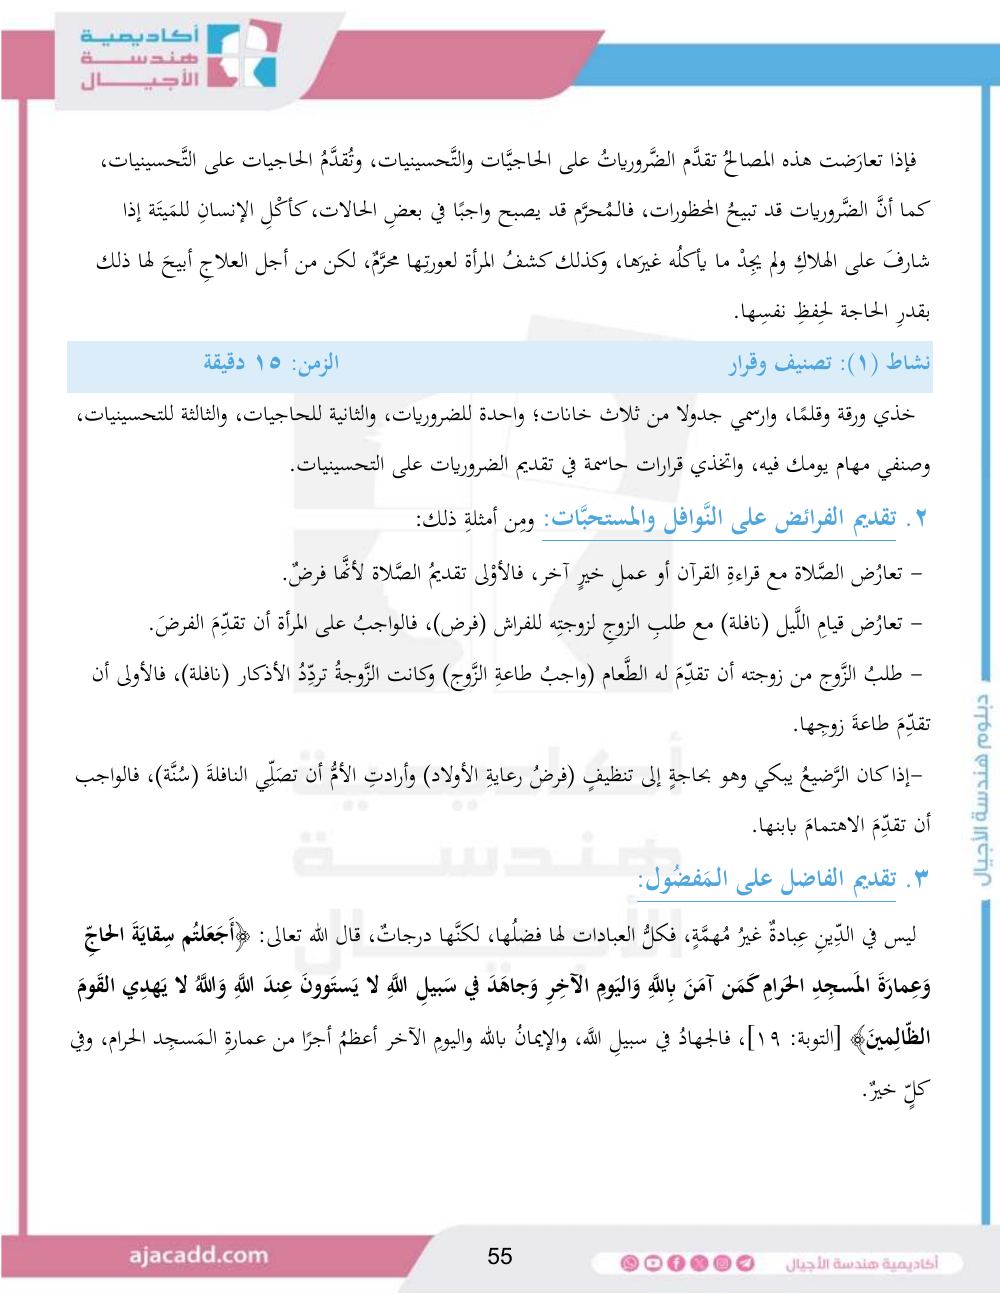 أكاديمية
هندسة
الأجيال
فإذا تعارَضت هذه المصالحُ تقدَّم الضَّرورياتُ على الحاجيَّات والتَّحسينيات، وتُقدَّمُ الحاجيات على التَّحسينيات،
كما أنَّ الضَّروريات قد تبيحُ المحظورات، فالمُحرَّم قد يصبح واجبًا في بعضِ الحالات، كأكْلِ الإنسانِ للمَيتَة إذا
شارفَ على الهلاكِ ولم يجِدْ ما يأكلُه غيرَها، وكذلك كشفُ المرأة لعورتِها محرَّمٌ، لكن من أجل العلاجِ أبيحَ لها ذلك
بقدرِ الحاجة لحِفظِ نفسِها.
نشاط (١): تصنيف وقرار الزمن: ١٥ دقيقة
خذي ورقة وقلمًا، وارسمي جدولا من ثلاث خانات؛ واحدة للضروريات، والثانية للحاجيات، والثالثة للتحسينيات،
وصنفي مهام يومك فيه، واتخذي قرارات حاسمة في تقديم الضروريات على التحسينيات.
٢. تقديم الفرائض على النَّوافل والمستحبَّات: ومِن أمثلةِ ذلك:
- تعارُض الصَّلاة مع قراءةِ القرآن أو عملِ خيرٍ آخر، فالأوْلى تقديمُ الصَّلاة لأنَّها فرضٌ.
- تعارُض قيامِ اللَّيل (نافلة) مع طلبِ الزوجِ لزوجتِه للفراش (فرض)، فالواجبُ على المرأة أن تقدِّمَ الفرضَ.
- طلبُ الزَّوج من زوجته أن تقدِّمَ له الطَّعام (واجبُ طاعةِ الزَّوج) وكانت الزَّوجةُ تردِّدُ الأذكار (نافلة)، فالأولى أن
تقدِّمَ طاعةَ زوجِها.
-إذا كان الرَّضيعُ يبكي وهو بحاجةٍ إلى تنظيفٍ (فرضُ رعايةِ الأولاد) وأرادتِ الأمُّ أن تصَلِّي النافلةَ (سُنَّة)، فالواجب
أن تقدِّمَ الاهتمامَ بابنها.
٣. تقديم الفاضل على المَفضُول:
ليس في الدِّينِ عِبادةٌ غيرُ مُهمَّةٍ، فكلُّ العبادات لها فضلُها، لكنَّها درجاتٌ، قال الله تعالى: ﴿أَجَعَلتُم سِقايَةَ الحاجِّ
وَعِمارَةَ المَسجِدِ الحَرامِ كَمَن آمَنَ بِاللَّهِ وَاليَومِ الآخِرِ وَجاهَدَ في سَبيلِ اللَّهِ لا يَستَوونَ عِندَ اللَّهِ وَاللَّهُ لا يَهدِي القَومَ
الظّالِمينَ﴾ [التوبة: ١٩]، فالجهادُ في سبيلِ الله، والإيمانُ بالله واليومِ الآخر أعظمُ أجرًا من عمارةِ المَسجِد الحرام، وفي
كلٍّ خيرٌ.
دبلوم هندسة الأجيال
ajacadd.com
55
أكاديمية هندسة الأجيال